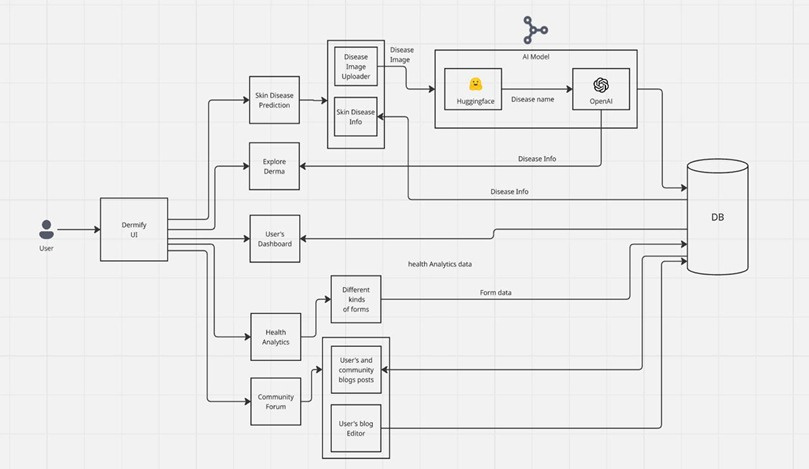 Disease
Image
AI Model
Disease
Image
Uploader
Huggingface
Disease name
OpenAI
Skin Disease
Prediction
Skin Disease
Info
Explore
Derma
Disease Info
Disease Info
DB
Dermify
UI
User
User's
Dashboard
health Analytics data
Different
kinds
of forms
Form data
Health
Analytics
User's and
community
blogs posts
Community
Forum
User's blog
Editor